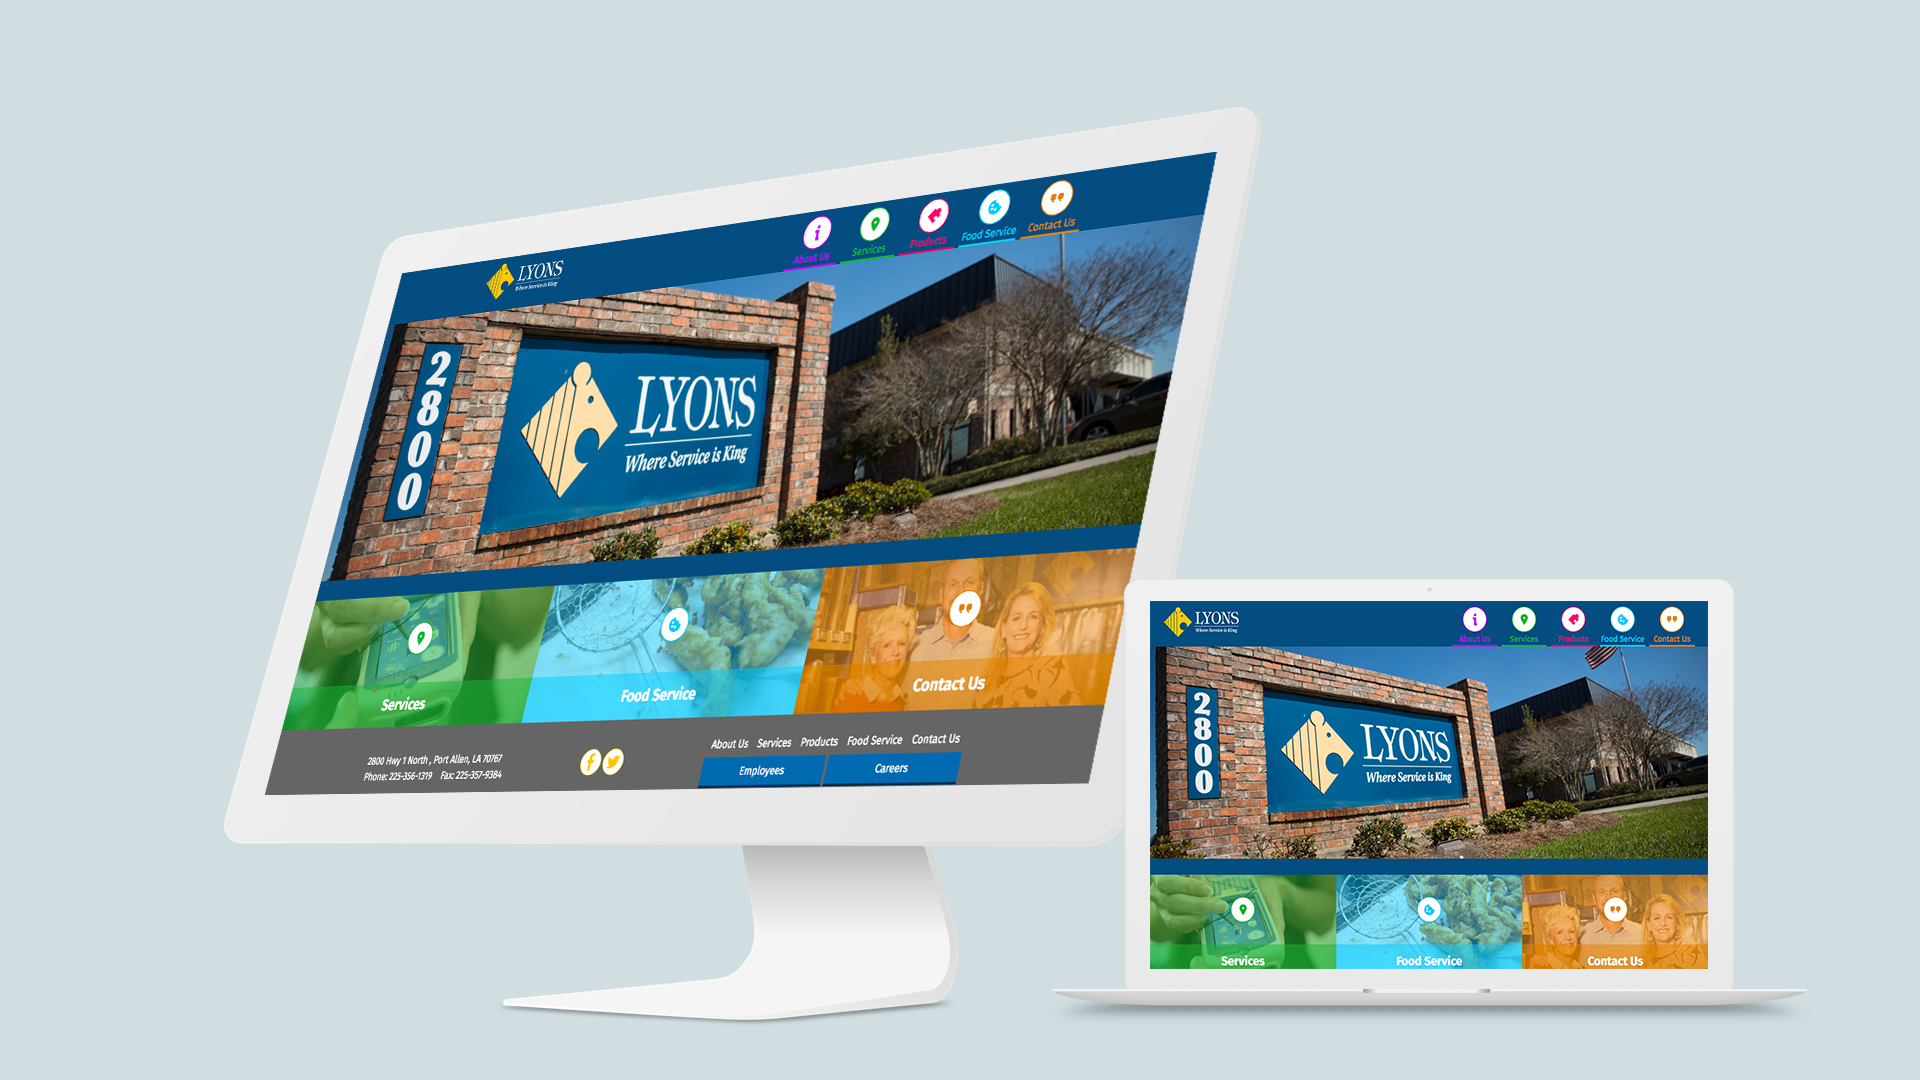 LYONS
Where Service is King
About Us
Services
Products
Food Service
Contact Us
2800
LYONS
Where Service is King
Services
Food Service
Contact Us
2800 Hwy 1 North , Port Allen, LA 70767
Phone: 225-356-1319 Fax: 225-357-9384
About Us Services Products Food Service Contact Us
Employees
Careers
LYONS
Where Service is King
About Us
Services
Products
Food Service
Contact Us
2800
LYONS
Where Service is King
Services
Food Service
Contact Us